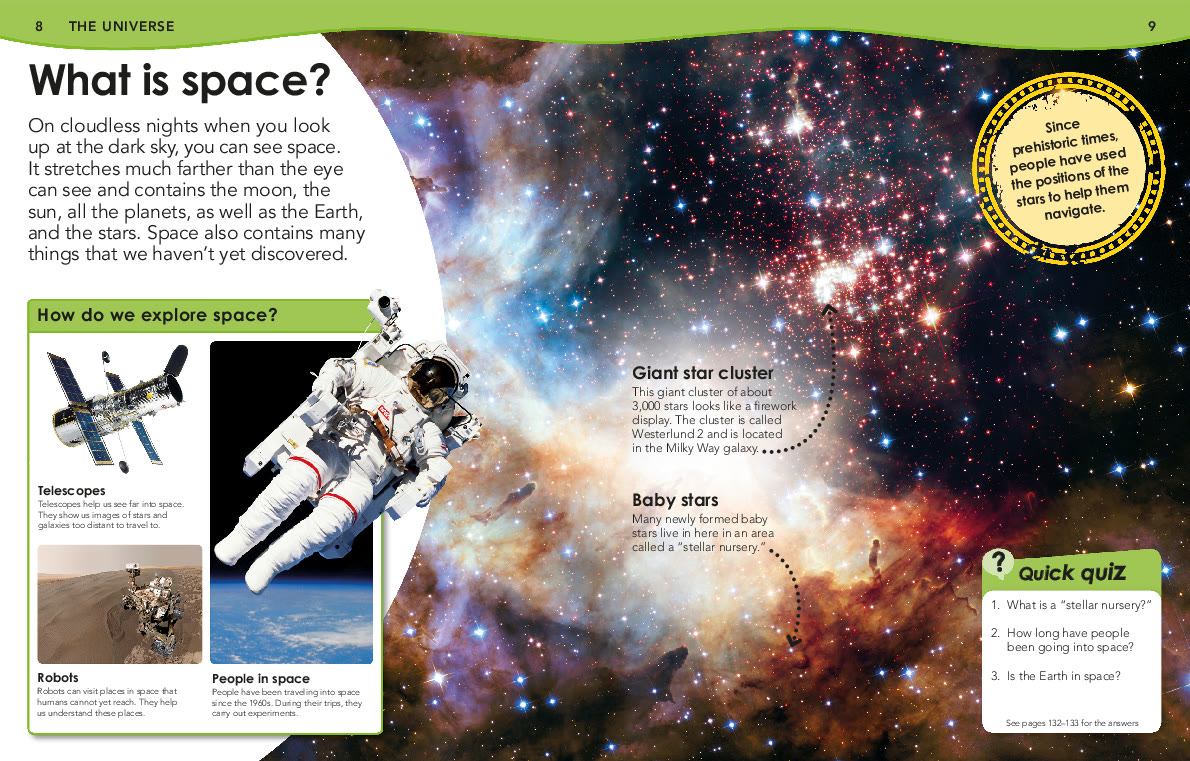 8 THE UNIVERSE
9
What is space?
On cloudless nights when you look
up at the dark sky, you can see space.
It stretches much farther than the eye
can see and contains the moon, the
sun, all the planets, as well as the Earth,
and the stars. Space also contains many
things that we haven't yet discovered.
How do we explore space?
Telescopes
Telescopes help us see far into space.
They show us images of stars and
galaxies too distant to travel to.
Robots
Robots can visit places in space that
humans cannot yet reach. They help
us understand these places.
People in space
People have been traveling into space
since the 1960s. During their trips, they
carry out experiments.
Giant star cluster
This giant cluster of about
3,000 stars looks like a firework
display. The cluster is called
Westerlund 2 and is located
in the Milky Way galaxy.
Baby stars
Many newly formed baby
stars live in here in an area
called a “stellar nursery.”
Since
prehistoric times,
people have used
the positions of the
stars to help them
navigate.
? Quick quiz
1. What is a “stellar nursery?”
2. How long have people
been going into space?
3. Is the Earth in space?
See pages 132–133 for the answers